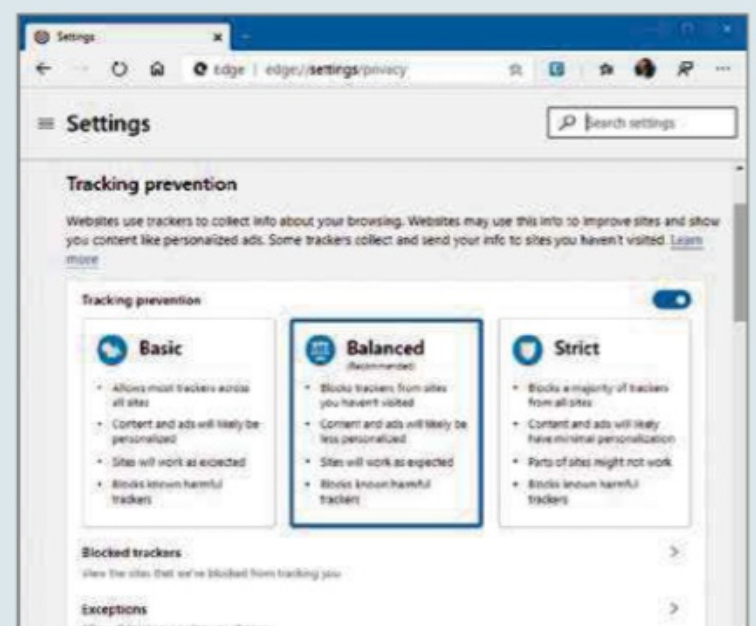 Settings
Edge | edge://settings/privacy
Settings
Search settings
Tracking prevention
Websites use trackers to collect info about your browsing. Websites may use this info to improve sites and show
you content like personalized ads. Some trackers collect and send your info to sites you haven't visited. Learn
more
Tracking prevention
Basic
• Allows most trackers across
all sites
• Content and ads will likely be
personalized
• Sites will work as expected
• Blocks known harmful
trackers
Balanced
(Recommended)
• Blocks trackers from sites
you haven't visited
• Content and ads will likely be
less personalized
• Sites will work as expected
• Blocks known harmful
trackers
Strict
• Blocks a majority of trackers
from all sites
• Content and ads will likely
have minimal personalization
• Parts of sites might not work
• Blocks known harmful
trackers
Blocked trackers
View the sites that we've blocked from tracking you
Exceptions